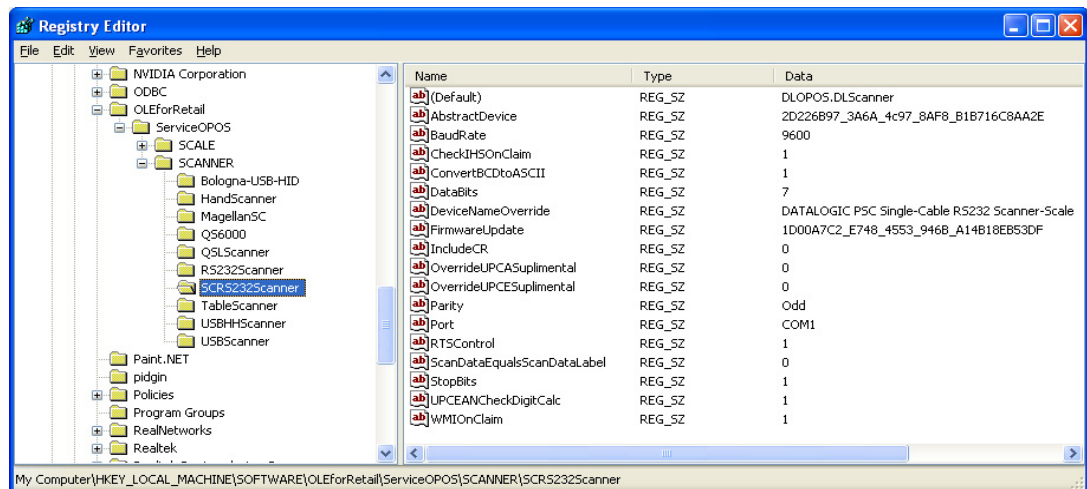 Registry Editor
File Edit View Favorites Help
NVIDIA Corporation
ODBC
OLEforRetail
ServiceOPOS
SCALE
SCANNER
Bologna-USB-HID
HandScanner
MagellanSC
QS6000
QSLScanner
RS232Scanner
SCRS232Scanner
TableScanner
USBHHScanner
USBScanner
Paint.NET
pidgin
Policies
Program Groups
RealNetworks
Realtek
Name Type Data
(Default) REG_SZ DLOPOS.DLScanner
AbstractDevice REG_SZ 2D226B97_3A6A_4c97_8AF8_B1B716C8AA2E
BaudRate REG_SZ 9600
CheckIHSOnClaim REG_SZ 1
ConvertBCDtoASCII REG_SZ 1
DataBits REG_SZ 7
DeviceNameOverride REG_SZ DATALOGIC PSC Single-Cable RS232 Scanner-Scale
FirmwareUpdate REG_SZ 1D00A7C2_E748_4553_946B_A14B18EB53DF
IncludeCR REG_SZ 0
OverrideUPCASuplimental REG_SZ 0
OverrideUPCESuplimental REG_SZ 0
Parity REG_SZ Odd
Port REG_SZ COM1
RTSControl REG_SZ 1
ScanDataEqualsScanDataLabel REG_SZ 0
StopBits REG_SZ 1
UPCEANCheckDigitCalc REG_SZ 1
WMIOnClaim REG_SZ 1
My Computer\HKEY_LOCAL_MACHINE\SOFTWARE\OLEforRetail\ServiceOPOS\SCANNER\SCRS232Scanner